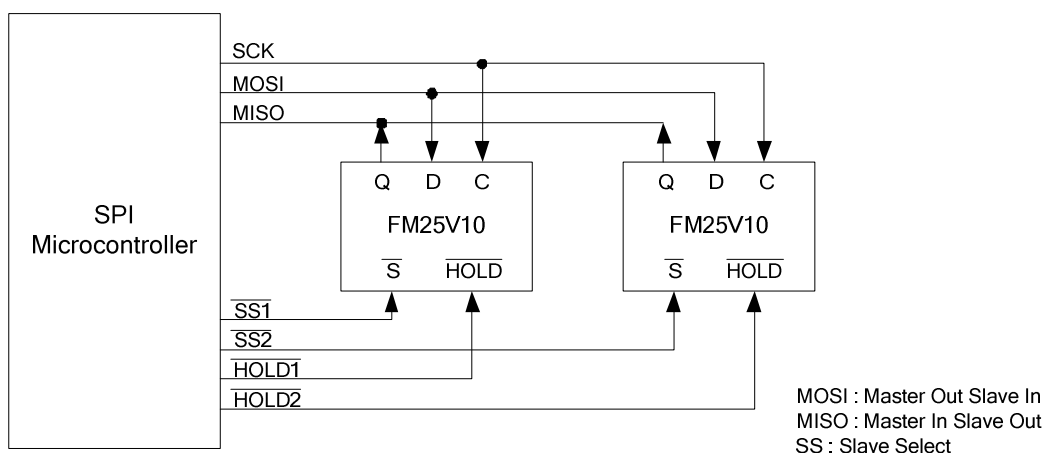 SCK
MOSI
MISO
Q D C
Q D C
SPI
Microcontroller
FM25V10
FM25V10
S HOLD
S HOLD
SS1
SS2
HOLD1
HOLD2
MOSI : Master Out Slave In
MISO : Master In Slave Out
SS : Slave Select